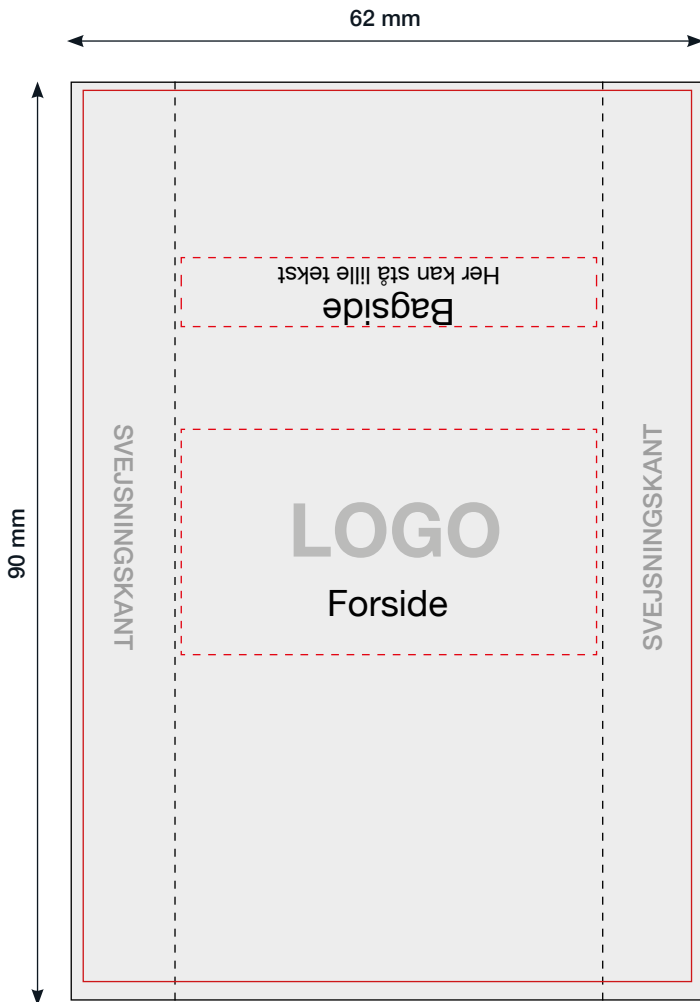 62 mm
90 mm
Her kan stå lille tekst
Bagside
SVEJSNINGSKANT
LOGO
Forside
SVEJSNINGSKANT